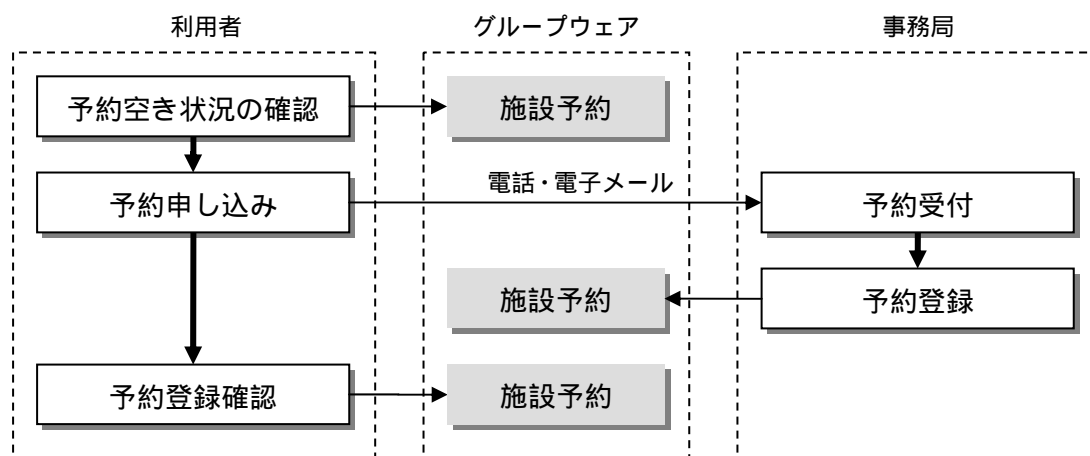 利用者
グループウェア
事務局
予約空き状況の確認
施設予約
予約申し込み
電話・電子メール
予約受付
施設予約
予約登録
予約登録確認
施設予約